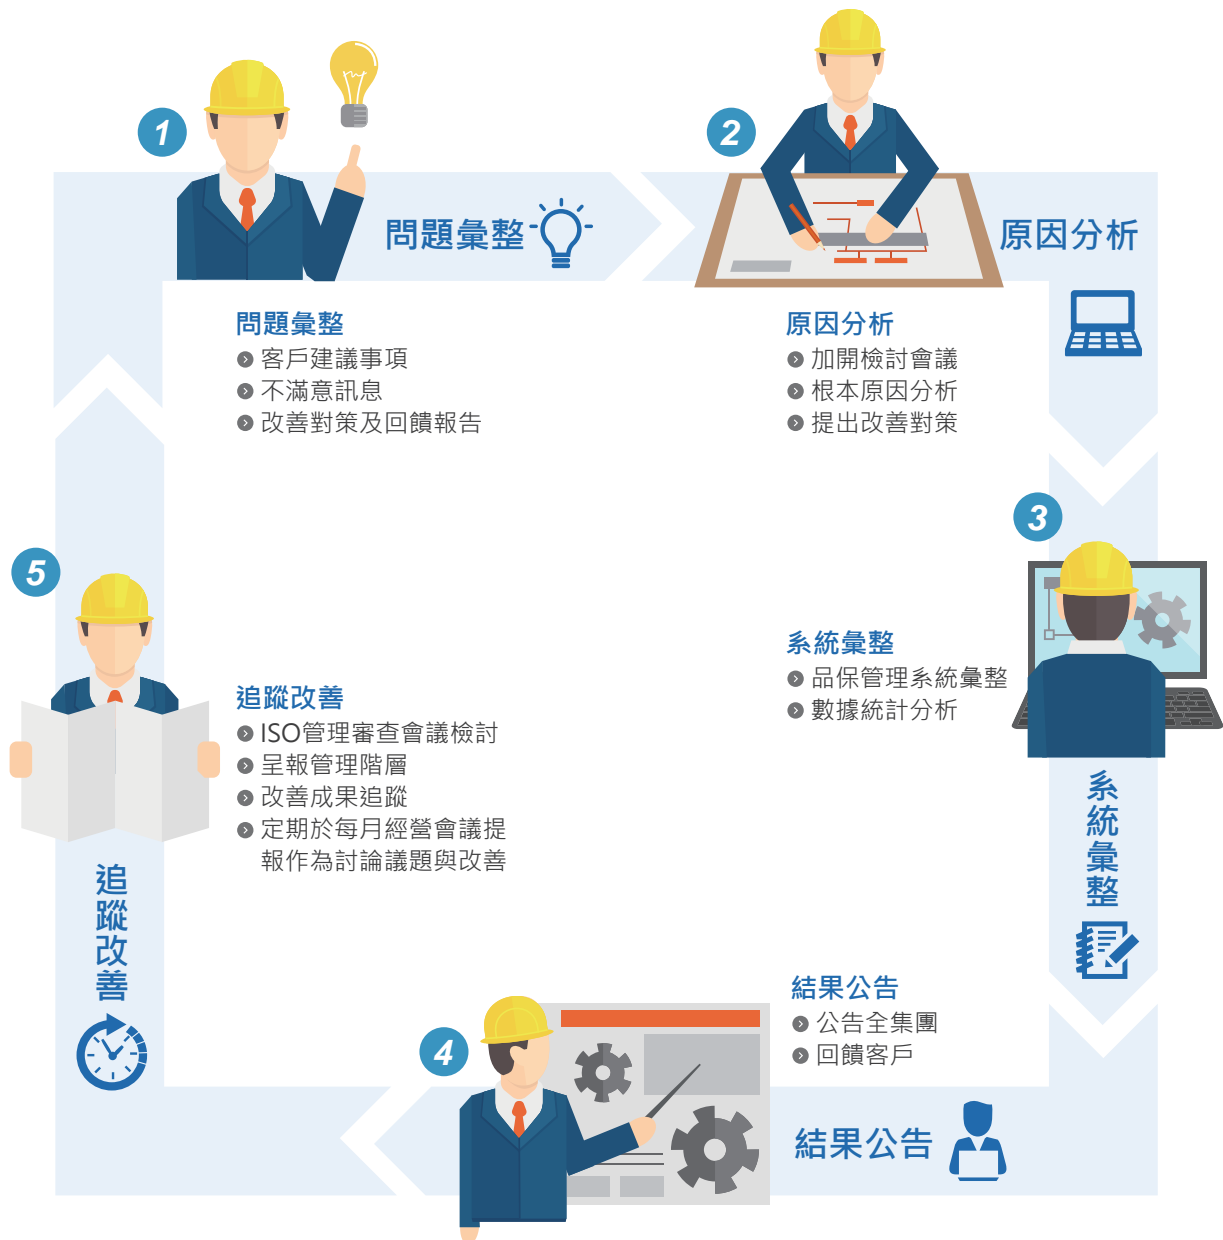 1
問題彙整
問題彙整
客戶建議事項
不滿意訊息
改善對策及回饋報告
2
原因分析
原因分析
加開檢討會議
根本原因分析
提出改善對策
3
系統彙整
系統彙整
品保管理系統彙整
數據統計分析
4
結果公告
公告全集團
回饋客戶
結果公告
5
追蹤改善
ISO管理審查會議檢討
呈報管理階層
改善成果追蹤
定期於每月經營會議提
報作為討論議題與改善
追蹤改善